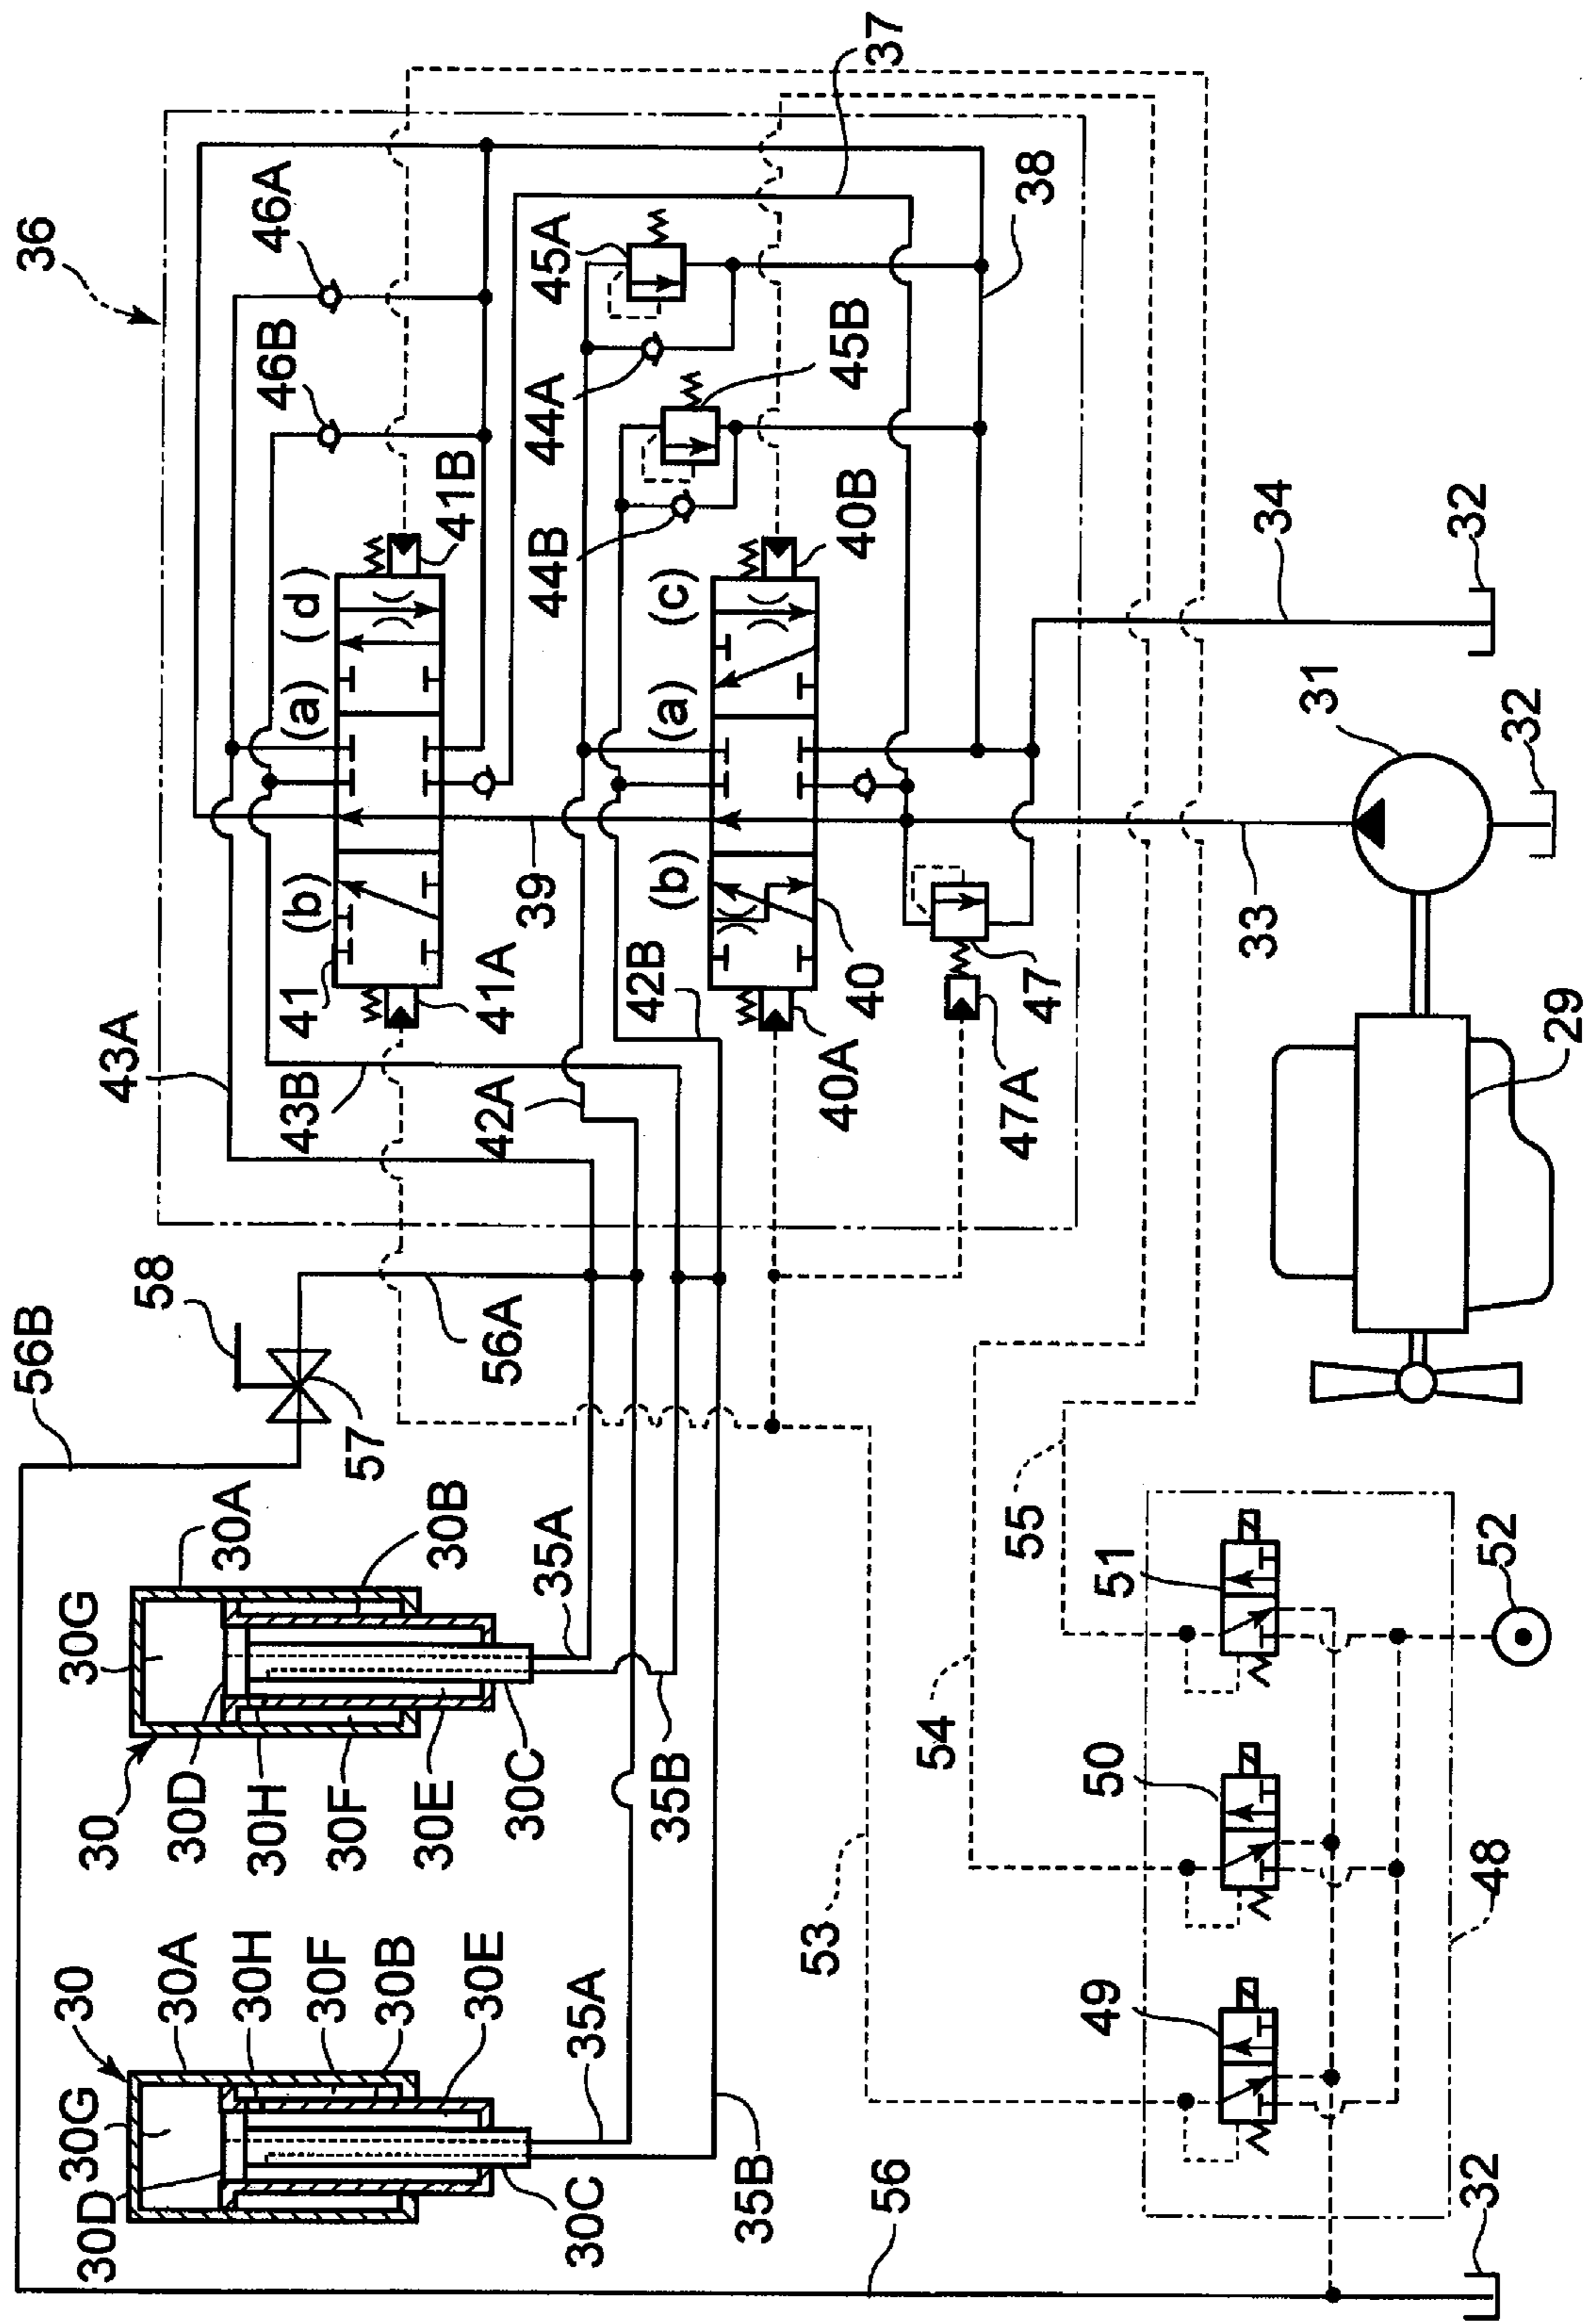 56B
36
30
30G
30G
30D
30
43A
58
30A
30D
30A
46B
46A
30H
30H
41
(b)
(a)
(d)
43B
30F
30F
57
30B
30B
30E
30E
56A
41A
41B
42A
39
44B
44A
45A
30C
30C
35A
35A
42B
(b)
(a)
(c)
35B
35B
45B
40A
40
40B
53
37
56
54
47A
47
38
55
49
50
51
33
34
31
32
32
32
48
52
29